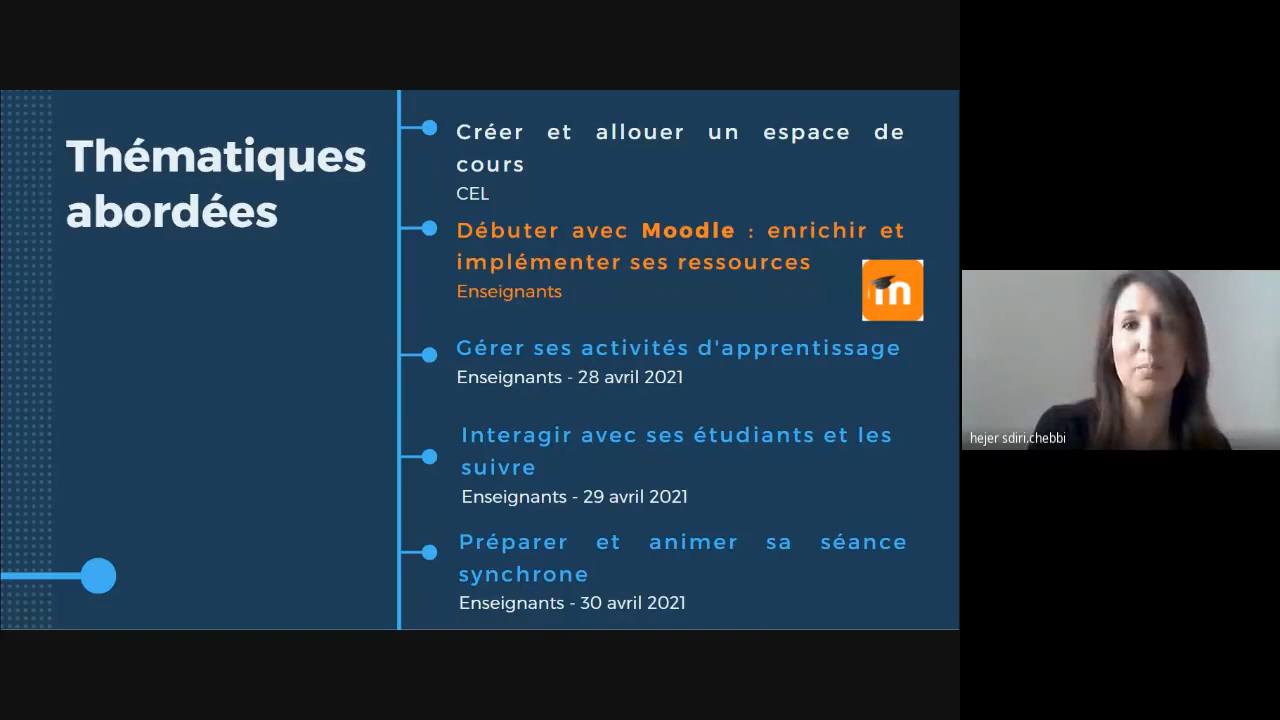 Thématiques
abordées
Créer et allouer un espace de
cours
CEL
Débuter avec Moodle : enrichir et
implémenter ses ressources
Enseignants
m
Gérer ses activités d'apprentissage
Enseignants - 28 avril 2021
Interagir avec ses étudiants et les
suivre
Enseignants - 29 avril 2021
Préparer et animer sa séance
synchrone
Enseignants - 30 avril 2021
hejer sdiri.chebbi